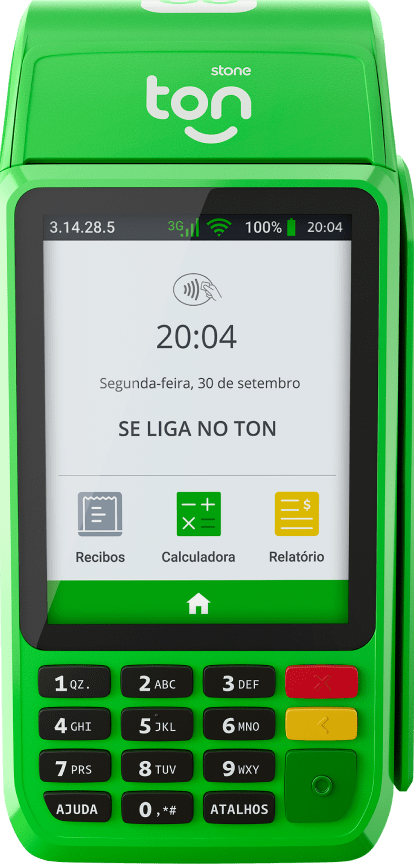 stone
ton
3.14.28.5 3G 100% 20:04
20:04
Segunda-feira, 30 de setembro
SE LIGA NO TON
$
Recibos Calculadora Relatório
1 QZ. 2 ABC 3 DEF
4 GHI 5 JKL 6 MNO
7 PRS 8 TUV 9 WXY
AJUDA 0 ,*# ATALHOS